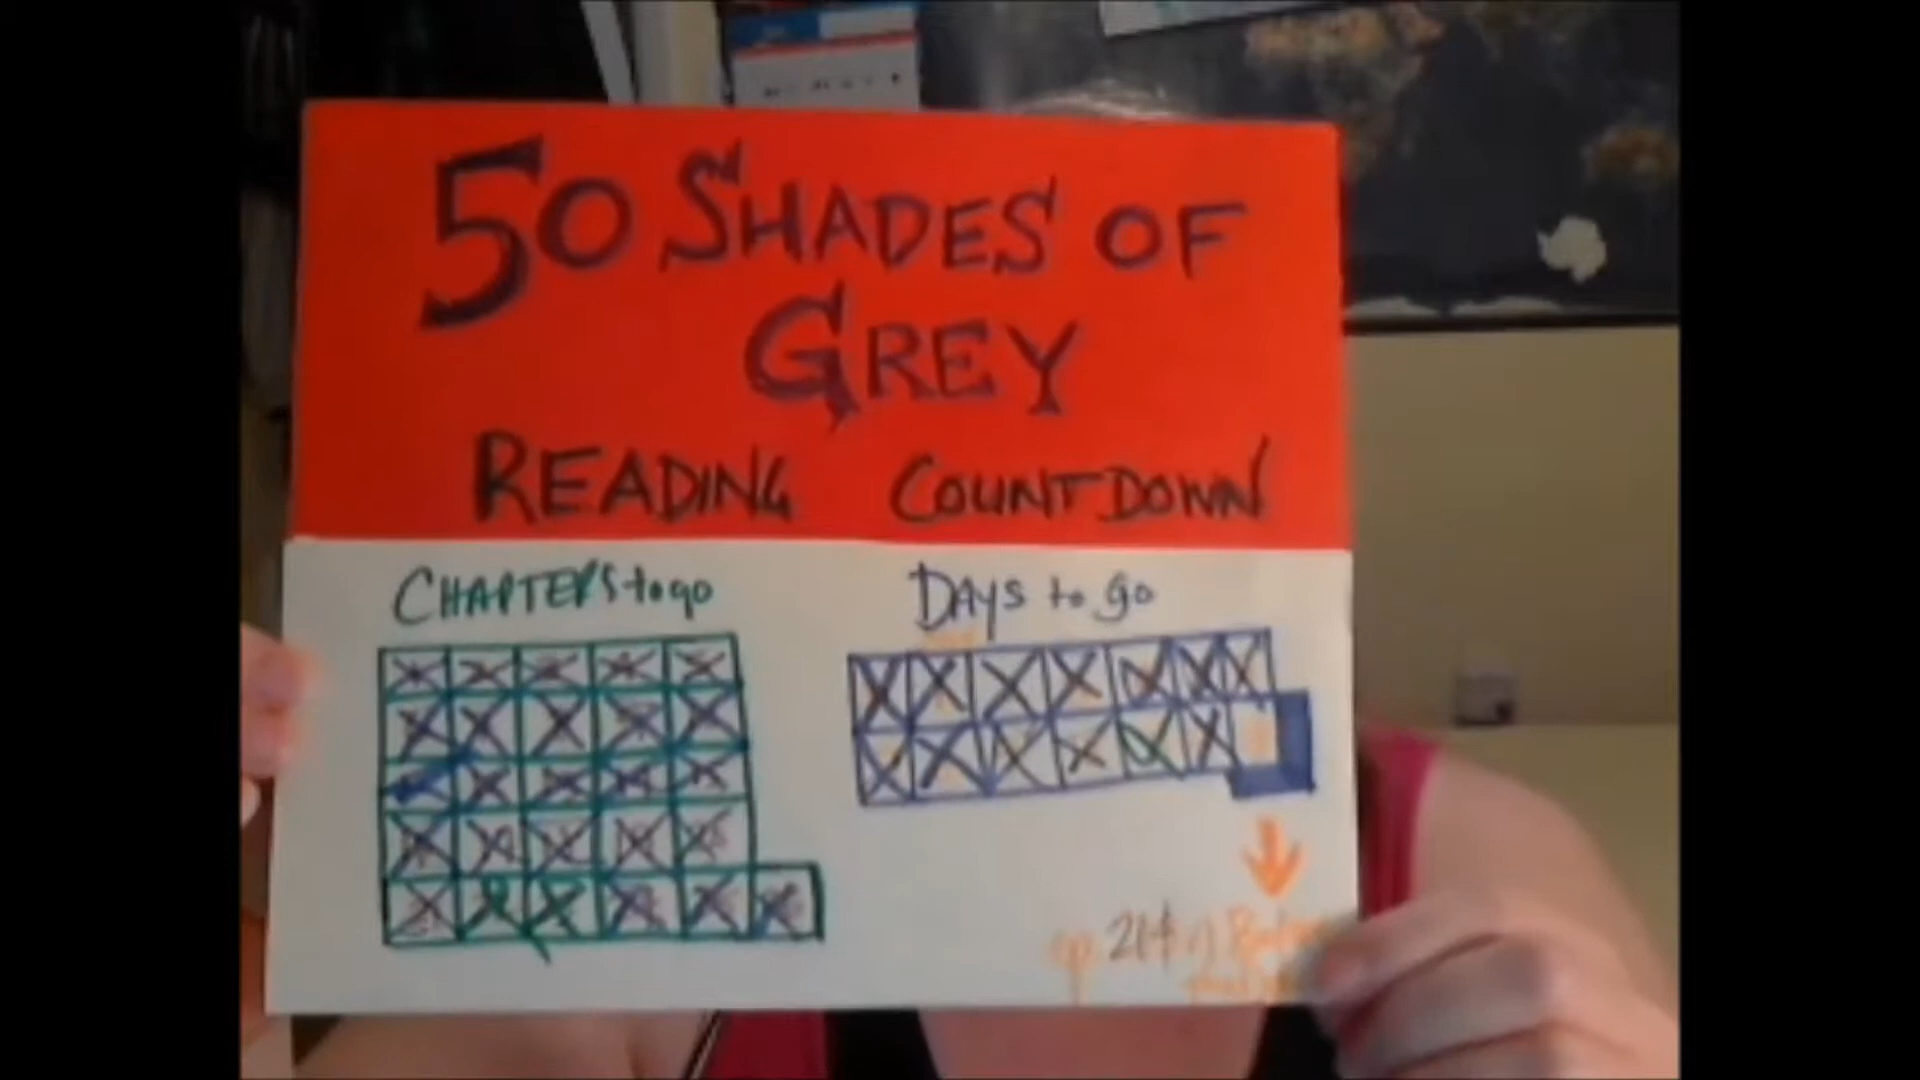 50 SHADES OF
GREY
READING COUNTDOWN
CHAPTERS to go
DAYS to go